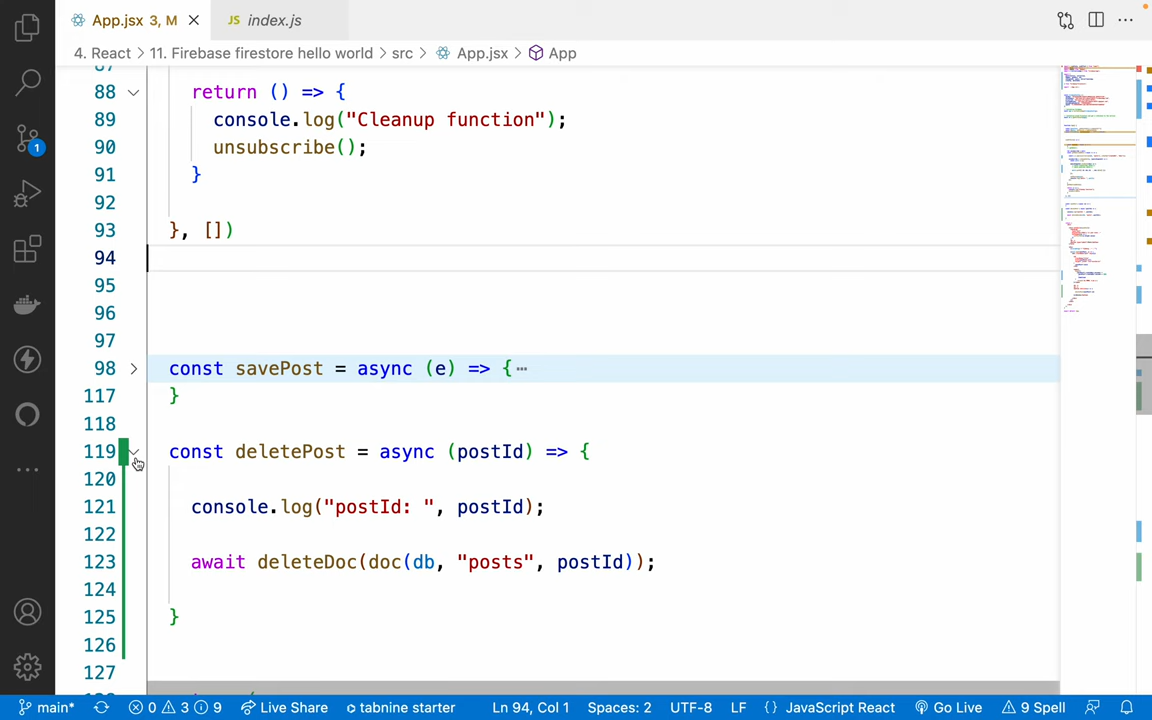 App.jsx 3, M
JS index.js
4. React > 11. Firebase firestore hello world > src > App.jsx > App
87
88 return () => {
89 console.log("Cleanup function");
90 unsubscribe();
91 }
92
93 }, [])
94
95
96
97
98 const savePost = async (e) => {⋯
117 }
118
119 const deletePost = async (postId) => {
120
121 console.log("postId: ", postId);
122
123 await deleteDoc(doc(db, "posts", postId));
124
125 }
126
127
1
main* 0 3 9 Live Share tabnine starter Ln 94, Col 1 Spaces: 2 UTF-8 LF {} JavaScript React Go Live 9 Spell